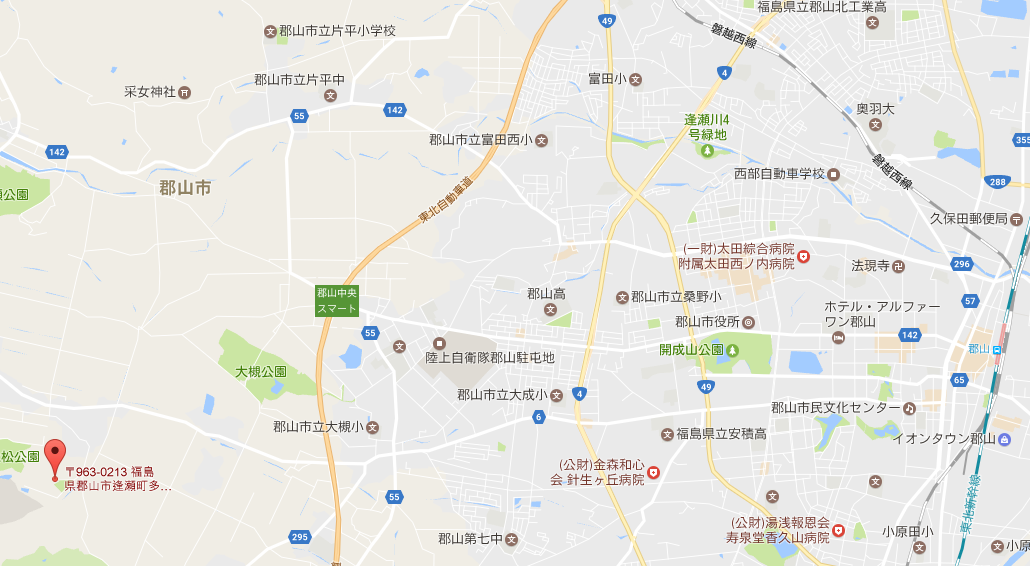 福島県立郡山北工業高
49
磐越西線
郡山市立片平小学校
4
富田小
郡山市立片平中
采女神社
142
55
奥羽大
逢瀬川4
号緑地
郡山市立富田西小
355
142
磐越西線
西部自動車学校
288
郡山市
公園
東北自動車道
久保田郵便局
(一財)太田綜合病院
附属太田西ノ内病院
法現寺
296
郡山中央
スマート
郡山高
郡山市立桑野小
57
ホテル・アルファー
ワン郡山
郡山市役所
55
142
陸上自衛隊郡山駐屯地
開成山公園
郡山
大槻公園
65
49
郡山市立大成小
4
郡山市民文化センター
6
郡山市立大槻小
福島県立安積高
イオンタウン郡山
松公園
〒963-0213 福島
県郡山市逢瀬町多...
(公財)金森和心
会 針生ヶ丘病院
55
東北新幹線
(公財)湯浅報恩会
寿泉堂香久山病院
295
郡山第七中
小原田小
小原